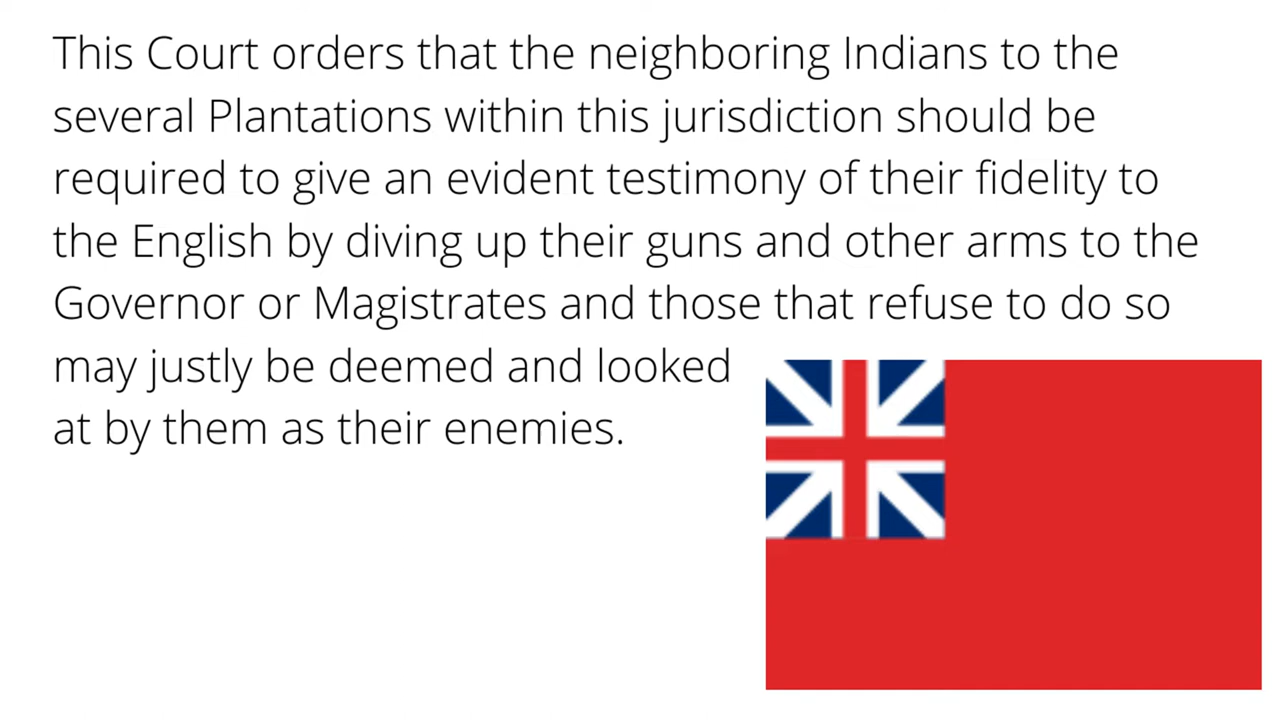 This Court orders that the neighboring Indians to the
several Plantations within this jurisdiction should be
required to give an evident testimony of their fidelity to
the English by diving up their guns and other arms to the
Governor or Magistrates and those that refuse to do so
may justly be deemed and looked
at by them as their enemies.